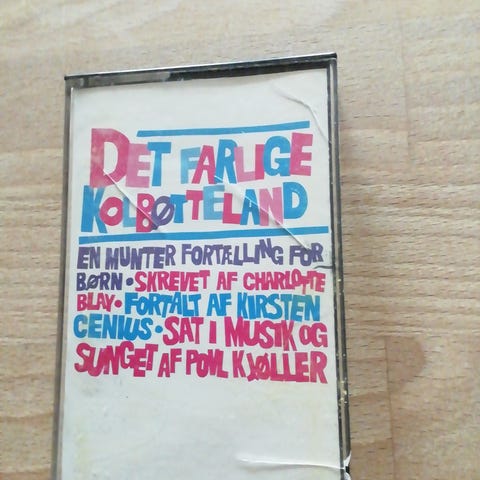 DET FARLIGE
KOLBØTTELAND
EN MUNTER FORTÆLLING FOR
BØRN • SKREVET AF CHARLOTTE
BLAY • FORTALT AF KIRSTEN
CENIUS • SAT I MUSIK OG
SUNGET AF POVL KJØLLER